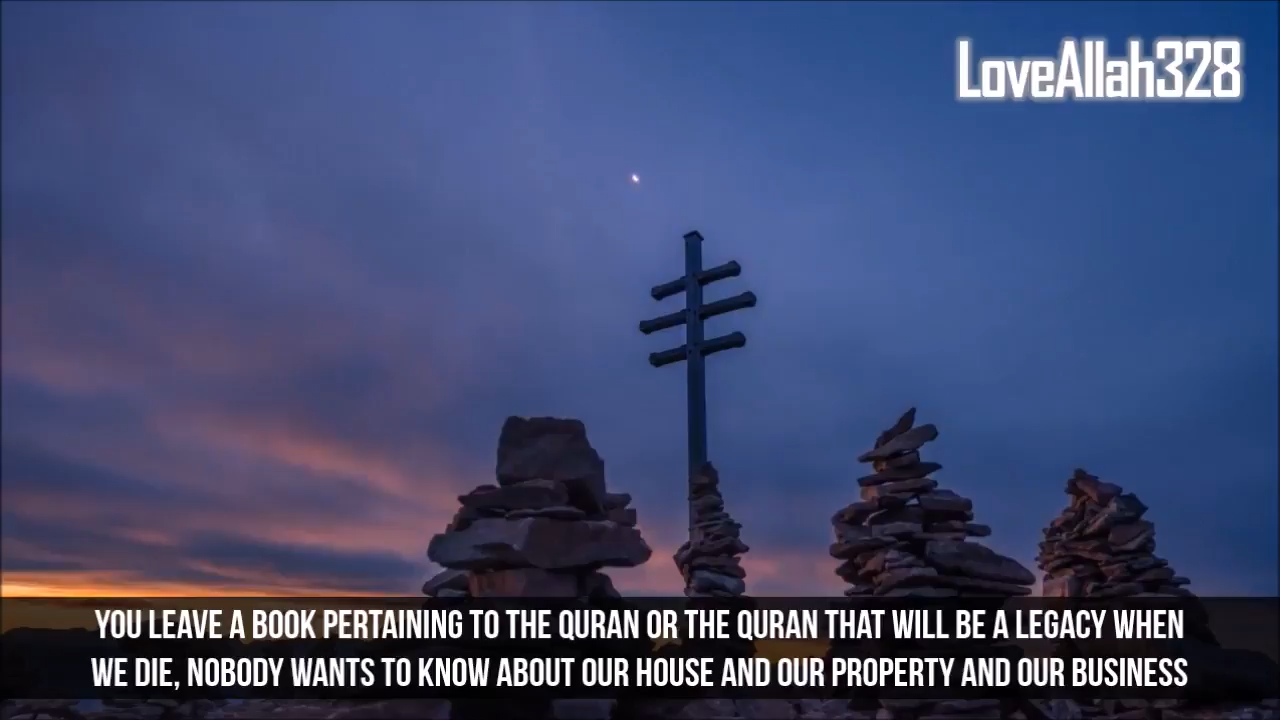 LoveAllah328
YOU LEAVE A BOOK PERTAINING TO THE QURAN OR THE QURAN THAT WILL BE A LEGACY WHEN
WE DIE, NOBODY WANTS TO KNOW ABOUT OUR HOUSE AND OUR PROPERTY AND OUR BUSINESS